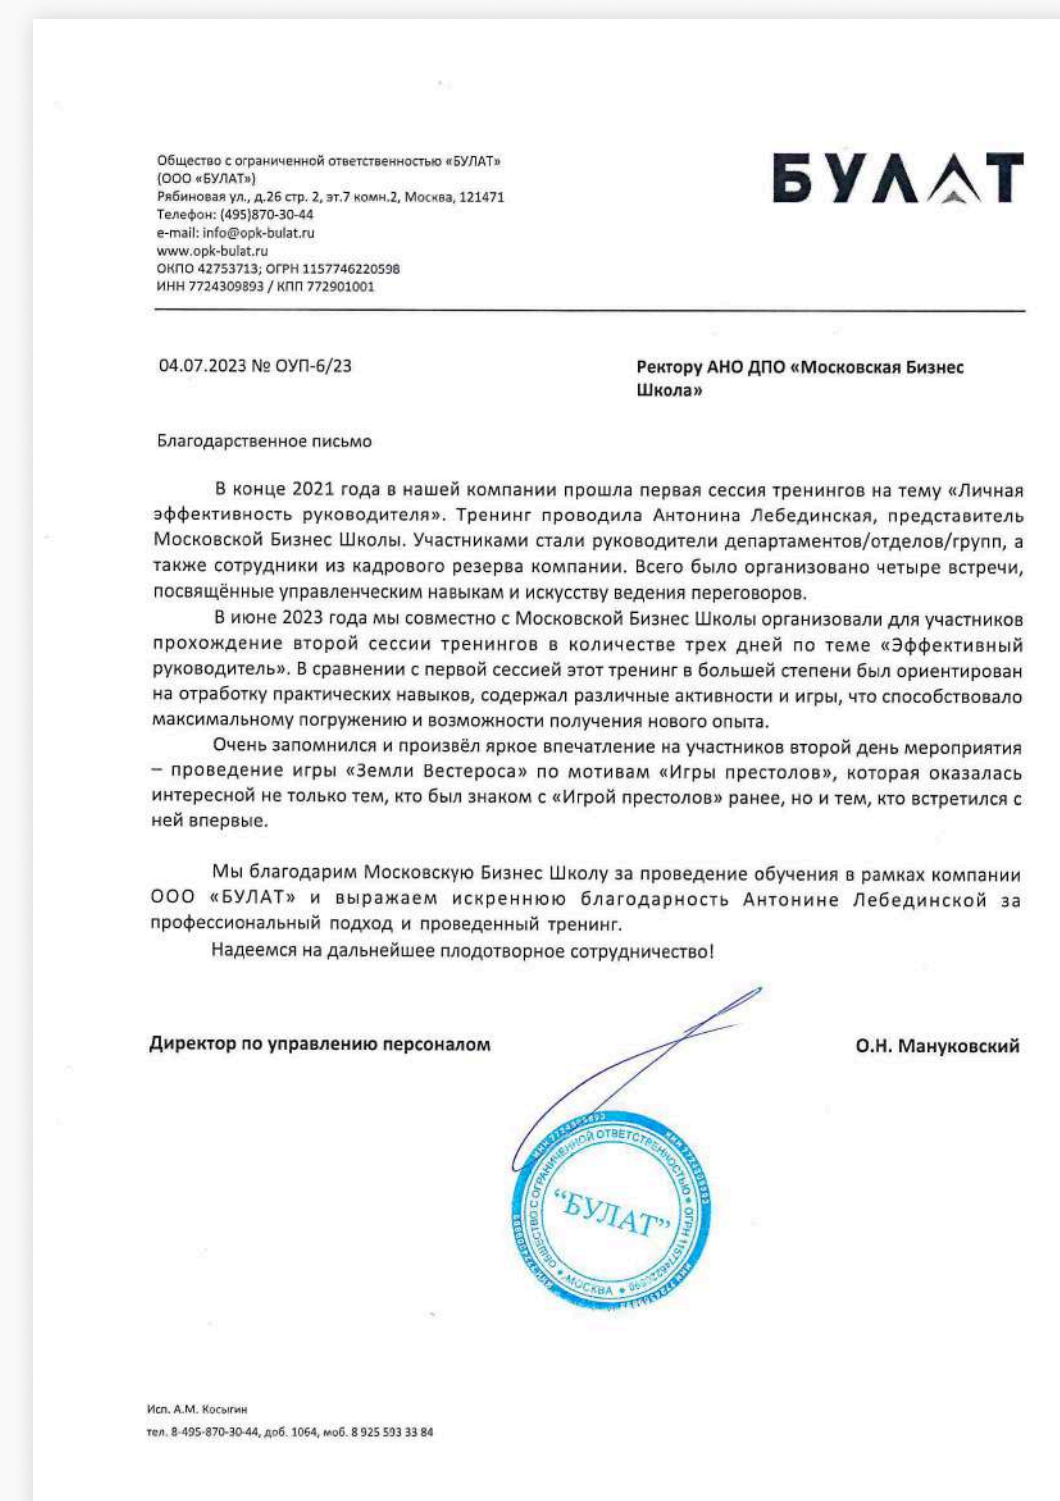 Общество с ограниченной ответственностью «БУЛАТ»
(ООО «БУЛАТ»)
Рябиновая ул., д.26 стр. 2, эт.7 комн.2, Москва, 121471
Телефон: (495)870-30-44
e-mail: info@opk-bulat.ru
www.opk-bulat.ru
ОКПО 42753713; ОГРН 1157746220598
ИНН 7724309893 / КПП 772901001
БУЛАТ
04.07.2023 № ОУП-6/23
Ректору АНО ДПО «Московская Бизнес
Школа»
Благодарственное письмо
В конце 2021 года в нашей компании прошла первая сессия тренингов на тему «Личная
эффективность руководителя». Тренинг проводила Антонина Лебединская, представитель
Московской Бизнес Школы. Участниками стали руководители департаментов/отделов/групп, а
также сотрудники из кадрового резерва компании. Всего было организовано четыре встречи,
посвящённые управленческим навыкам и искусству ведения переговоров.
В июне 2023 года мы совместно с Московской Бизнес Школы организовали для участников
прохождение второй сессии тренингов в количестве трех дней по теме «Эффективный
руководитель». В сравнении с первой сессией этот тренинг в большей степени был ориентирован
на отработку практических навыков, содержал различные активности и игры, что способствовало
максимальному погружению и возможности получения нового опыта.
Очень запомнился и произвёл яркое впечатление на участников второй день мероприятия
– проведение игры «Земли Вестероса» по мотивам «Игры престолов», которая оказалась
интересной не только тем, кто был знаком с «Игрой престолов» ранее, но и тем, кто встретился с
ней впервые.
Мы благодарим Московскую Бизнес Школу за проведение обучения в рамках компании
ООО «БУЛАТ» и выражаем искреннюю благодарность Антонине Лебединской за
профессиональный подход и проведенный тренинг.
Надеемся на дальнейшее плодотворное сотрудничество!
Директор по управлению персоналом
О.Н. Мануковский
ОБЩЕСТВО С ОГРАНИЧЕННОЙ ОТВЕТСТВЕННОСТЬЮ
“БУЛАТ”
МОСКВА
Исп. А.М. Косыгин
тел. 8-495-870-30-44, доб. 1064, моб. 8 925 593 33 84